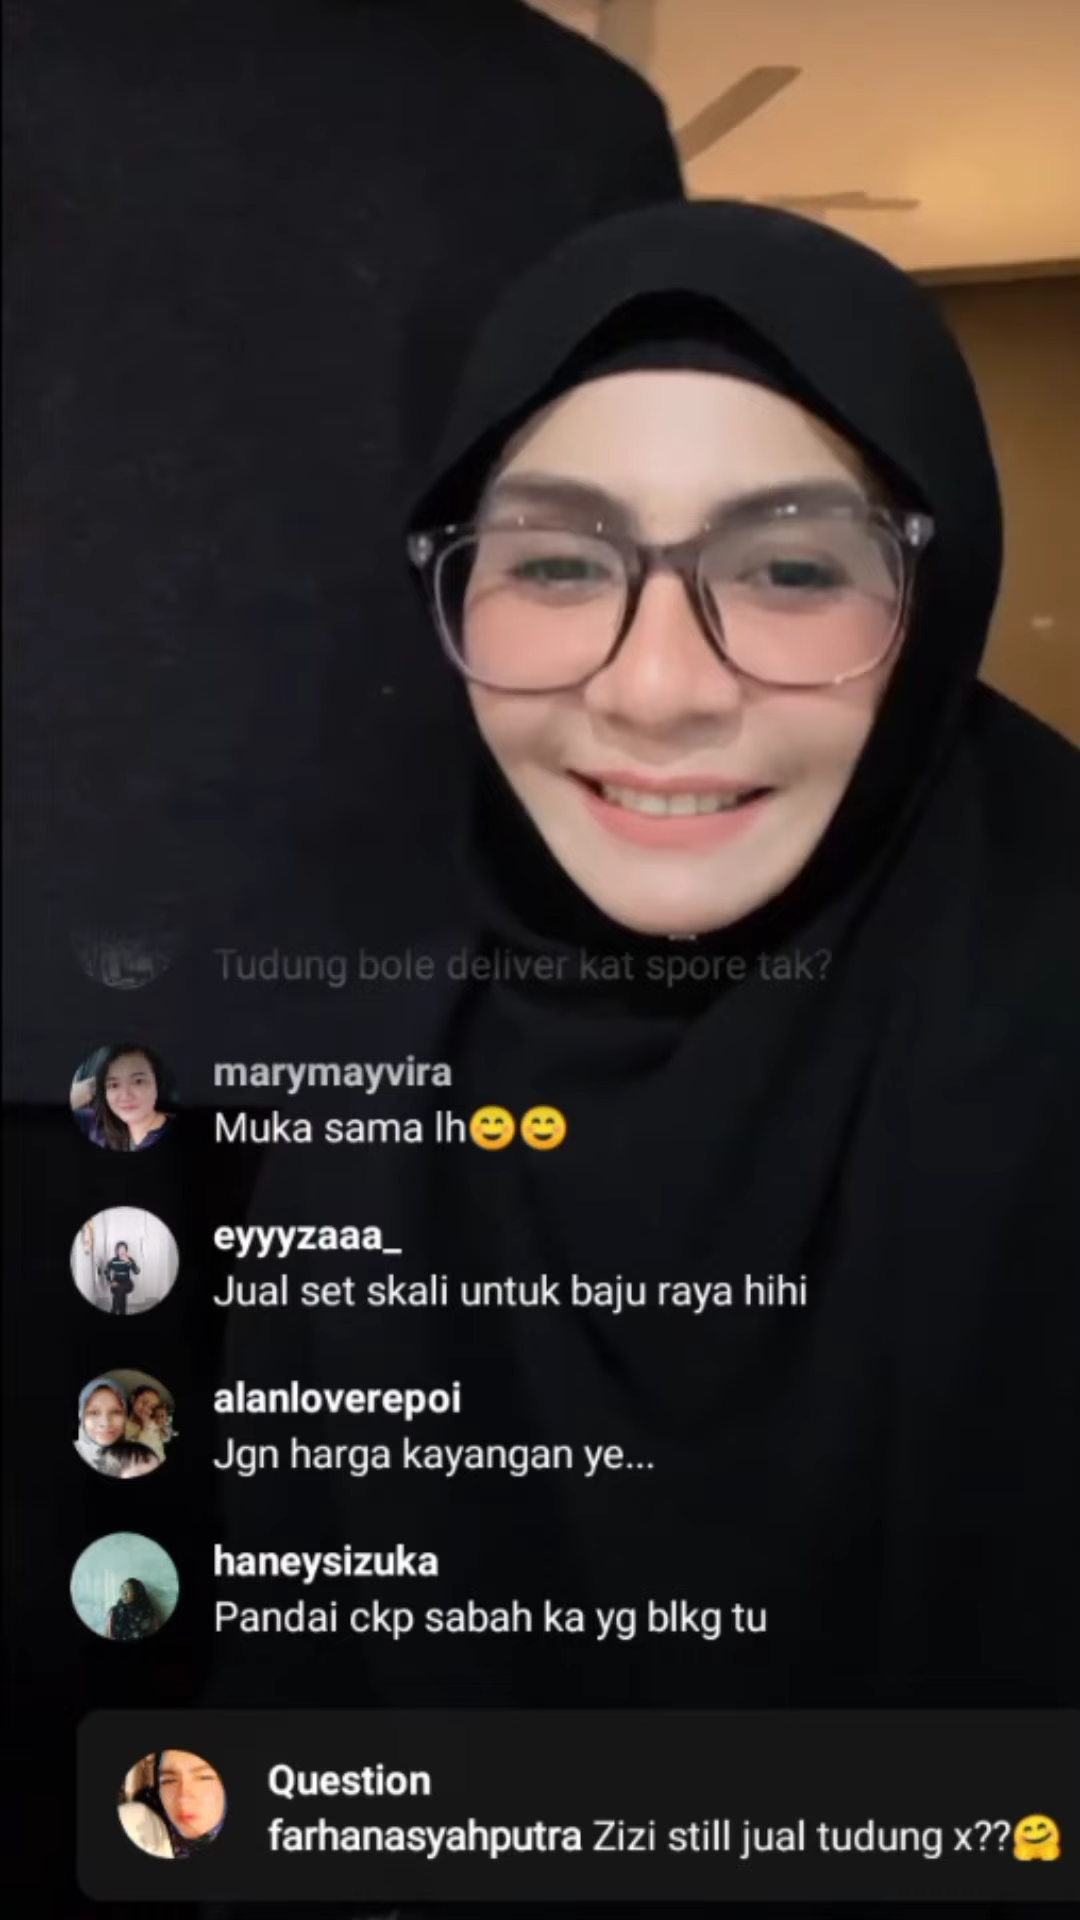 Tudung bole deliver kat spore tak?
marymayvira
Muka sama lh😊😊
eyyyzaaa_
Jual set skali untuk baju raya hihi
alanloverepoi
Jgn harga kayangan ye...
haneysizuka
Pandai ckp sabah ka yg blkg tu
Question
farhanasyahputra Zizi still jual tudung x??🤗